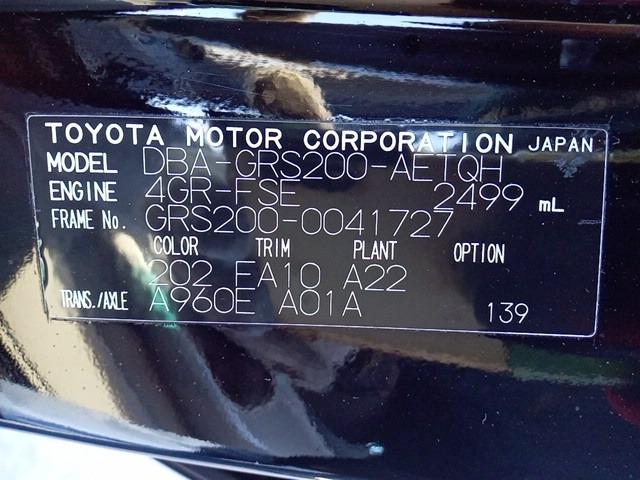 TOYOTA MOTOR CORPORATION JAPAN
MODEL DBA-GRS200-AETQH
ENGINE 4GR-FSE 2499 mL
FRAME No. GRS200-0041727
COLOR TRIM PLANT OPTION
202 FA10 A22
TRANS./AXLE A960E A01A 139